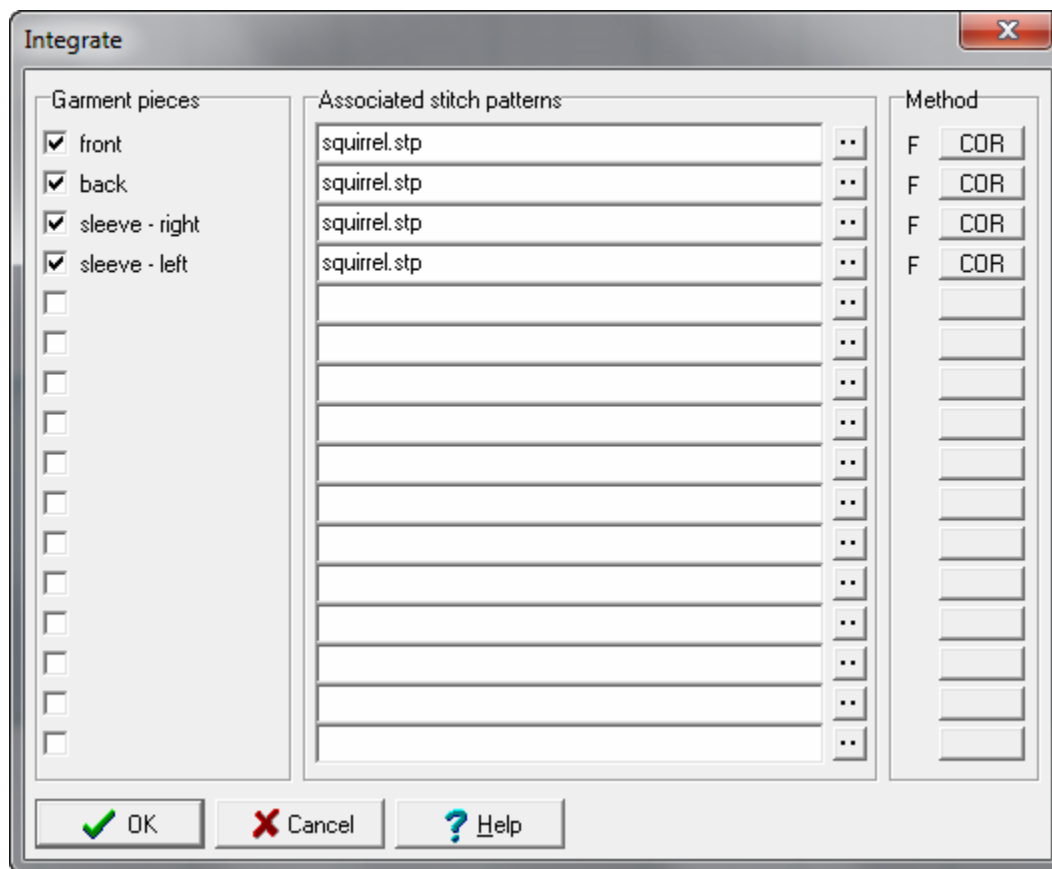 Integrate
Garment pieces Associated stitch patterns Method
front squirrel.stp .. F COR
back squirrel.stp .. F COR
sleeve - right squirrel.stp .. F COR
sleeve - left squirrel.stp .. F COR
..
..
..
..
..
..
..
..
..
..
..
..
OK Cancel ? Help